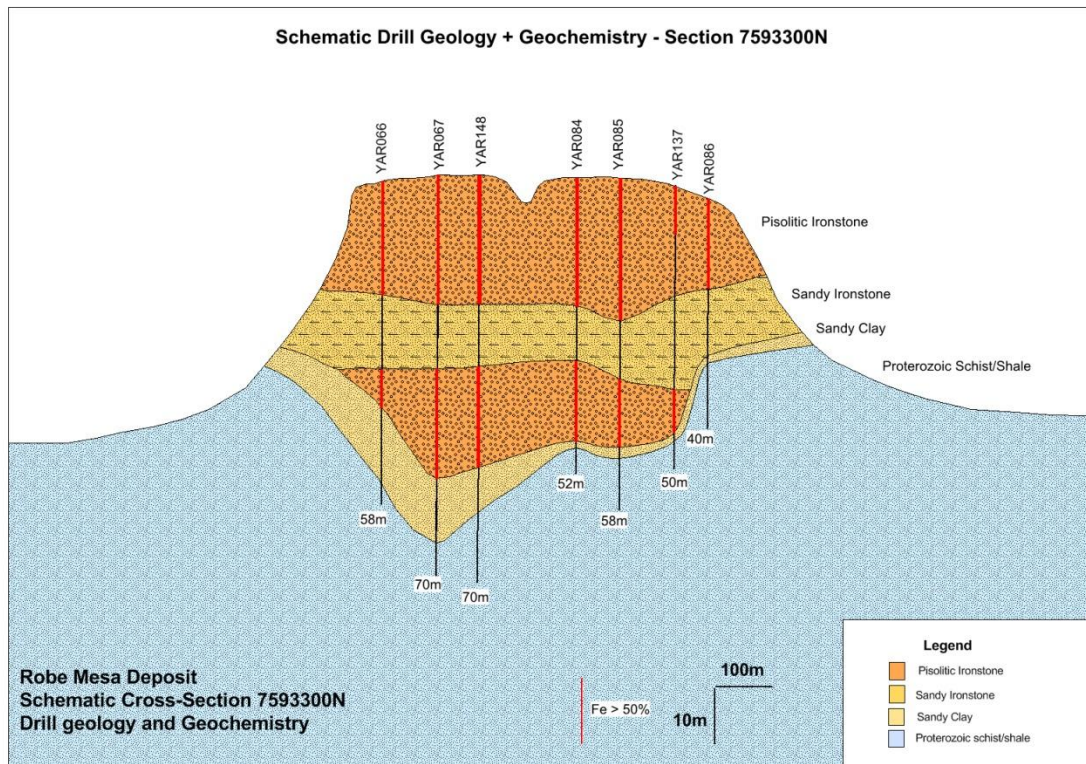 Schematic Drill Geology + Geochemistry - Section 7593300N
YAR066
YAR067
YAR148
YAR084
YAR085
YAR137
YAR086
Pisolitic Ironstone
Sandy Ironstone
Sandy Clay
Proterozoic Schist/Shale
40m
52m
50m
58m
58m
70m
70m
Robe Mesa Deposit
Schematic Cross-Section 7593300N
Drill geology and Geochemistry
Fe > 50%
100m
10m
Legend
Pisolitic Ironstone
Sandy Ironstone
Sandy Clay
Proterozoic schist/shale